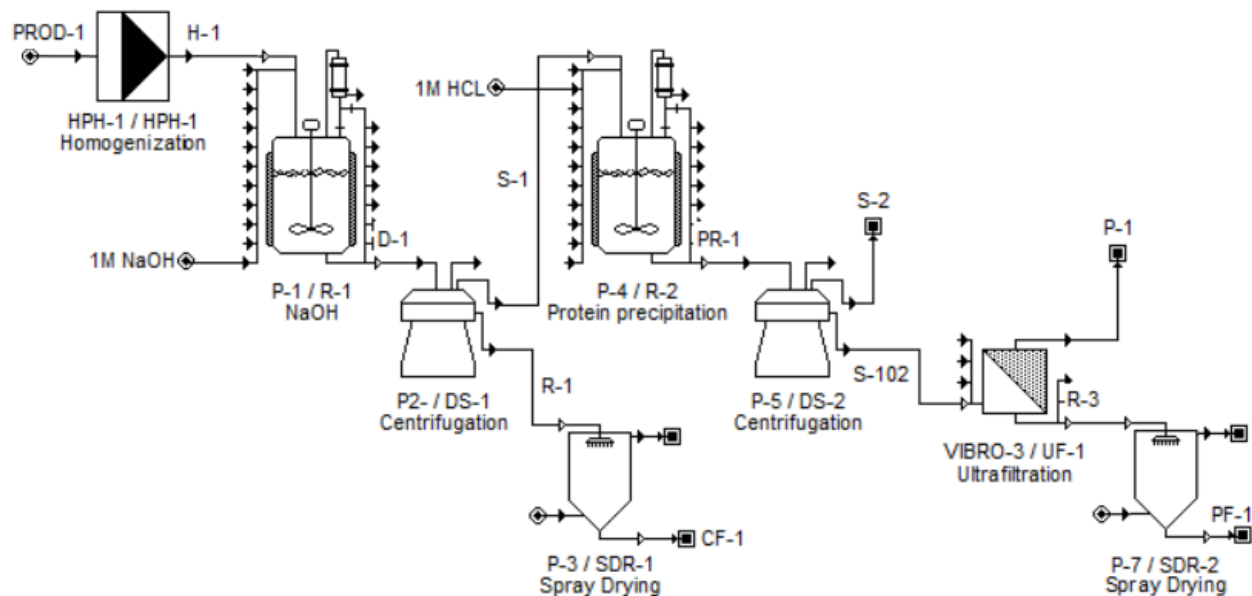 PROD-1
H-1
HPH-1 / HPH-1
Homogenization
1M NaOH
D-1
P-1 / R-1
NaOH
S-1
1M HCL
P2- / DS-1
Centrifugation
R-1
P-3 / SDR-1
Spray Drying
CF-1
PR-1
P-4 / R-2
Protein precipitation
S-2
P-5 / DS-2
Centrifugation
S-102
P-1
R-3
VIBRO-3 / UF-1
Ultrafiltration
PF-1
P-7 / SDR-2
Spray Drying